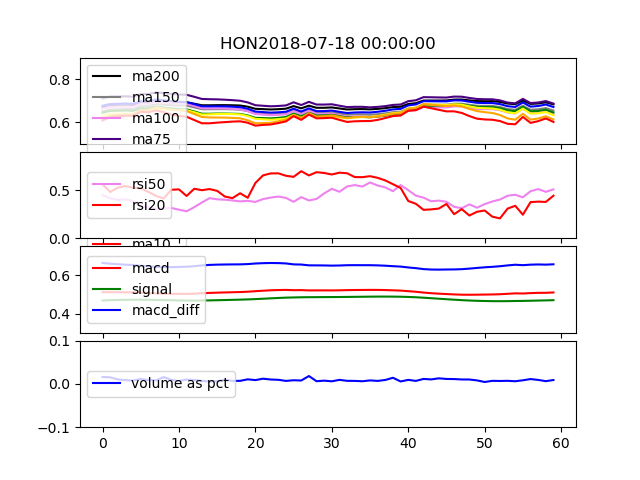 HON2018-07-18 00:00:00
0.8
0.6
ma200
ma150
ma100
ma75
0.5
0.0
rsi50
rsi20
ma10
0.6
0.4
macd
signal
macd_diff
0.1
0.0
−0.1
volume as pct
0 10 20 30 40 50 60